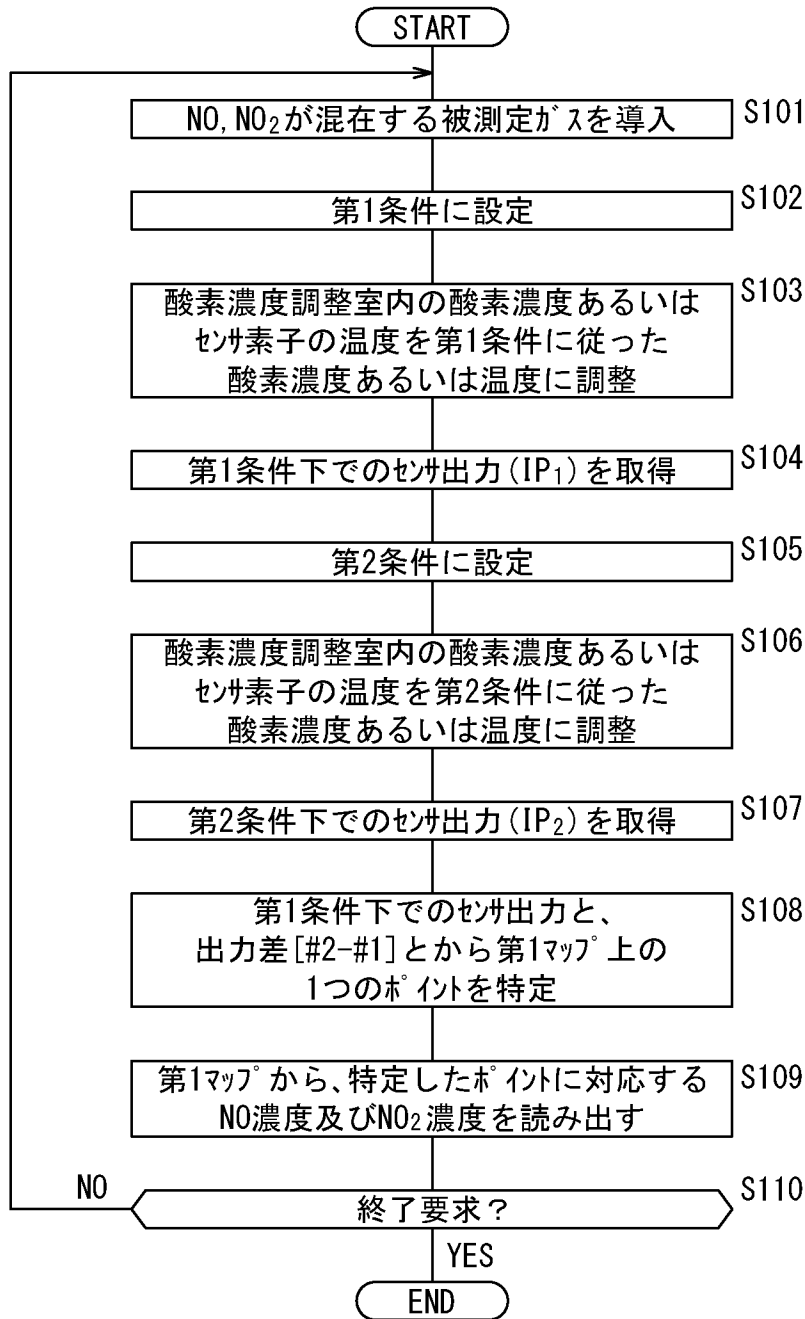 START
NO, NO₂が混在する被測定ガスを導入
S101
第1条件に設定
S102
酸素濃度調整室内の酸素濃度あるいは
センサ素子の温度を第1条件に従った
酸素濃度あるいは温度に調整
S103
第1条件下でのセンサ出力(IP₁)を取得
S104
第2条件に設定
S105
酸素濃度調整室内の酸素濃度あるいは
センサ素子の温度を第2条件に従った
酸素濃度あるいは温度に調整
S106
第2条件下でのセンサ出力(IP₂)を取得
S107
第1条件下でのセンサ出力と、
出力差[#2-#1]とから第1マップ上の
1つのポイントを特定
S108
第1マップから、特定したポイントに対応する
NO濃度及びNO₂濃度を読み出す
S109
NO
終了要求?
S110
YES
END